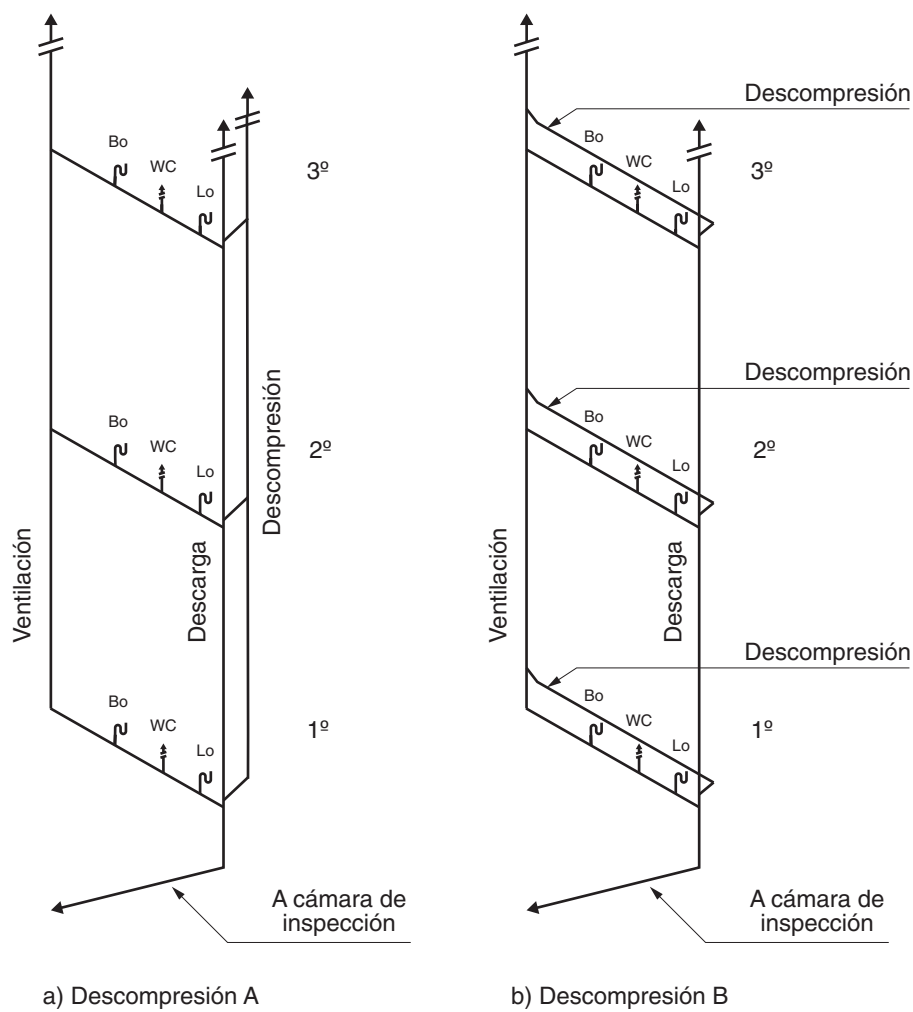 Bo
WC
Lo
3º
Bo
WC
Lo
2º
Bo
WC
Lo
1º
Ventilación
Descarga
Descompresión
A cámara de
inspección
a) Descompresión A
Descompresión
Bo
WC
Lo
3º
Descompresión
Bo
WC
Lo
2º
Descompresión
Bo
WC
Lo
1º
Ventilación
Descarga
A cámara de
inspección
b) Descompresión B